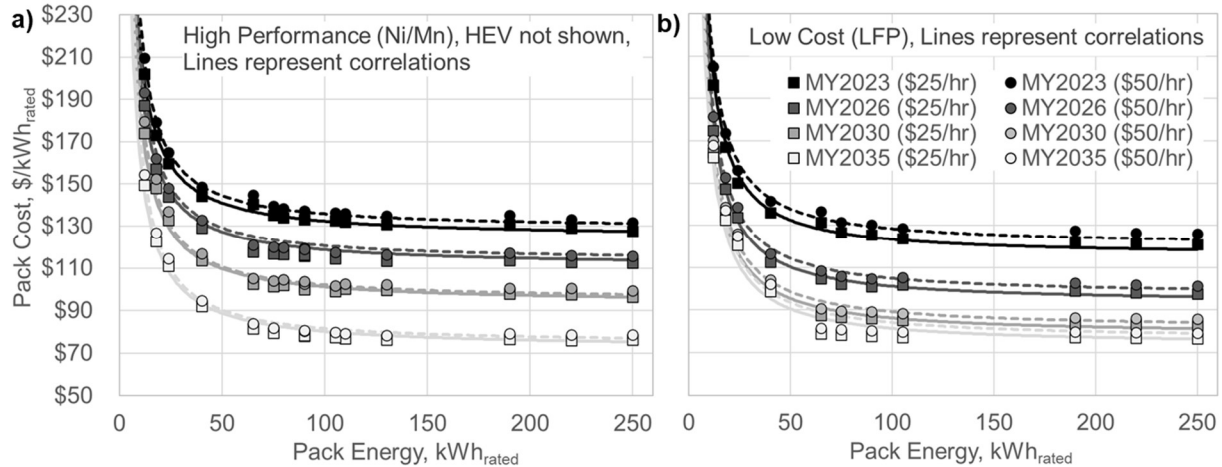 a)
$230
$210
$190
$170
$150
$130
$110
$90
$70
$50
Pack Cost, $/kWh_rated
High Performance (Ni/Mn), HEV not shown,
Lines represent correlations
0 50 100 150 200 250
Pack Energy, kWh_rated
b)
Low Cost (LFP), Lines represent correlations
MY2023 ($25/hr) MY2023 ($50/hr)
MY2026 ($25/hr) MY2026 ($50/hr)
MY2030 ($25/hr) MY2030 ($50/hr)
MY2035 ($25/hr) MY2035 ($50/hr)
0 50 100 150 200 250
Pack Energy, kWh_rated